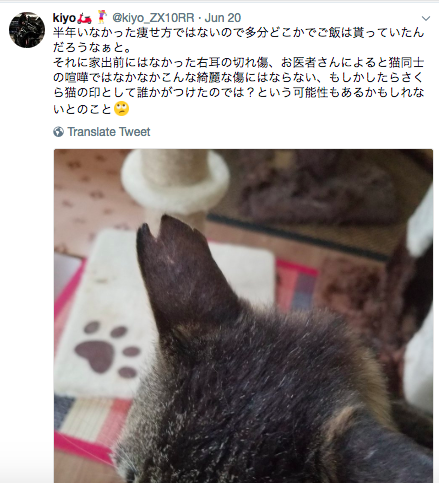 kiyo🏍💃 @kiyo_ZX10RR · Jun 20
半年いなかった痩せ方ではないので多分どこかでご飯は貰っていたん
だろうなぁと。
それに家出前にはなかった右耳の切れ傷、お医者さんによると猫同士
の喧嘩ではなかなかこんな綺麗な傷にはならない、もしかしたらさく
ら猫の印として誰かがつけたのでは？という可能性もあるかもしれな
いとのこと🙄
Translate Tweet